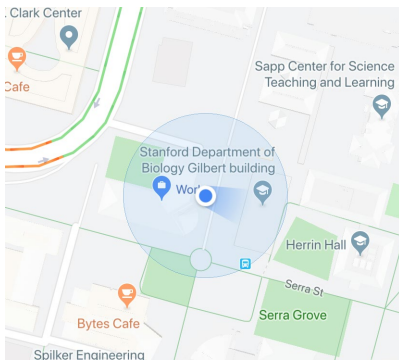 . Clark Center
Cafe
Sapp Center for Science
Teaching and Learning
Stanford Department of
Biology Gilbert building
Work
Herrin Hall
Serra St
Serra Grove
Bytes Cafe
Spilker Engineering